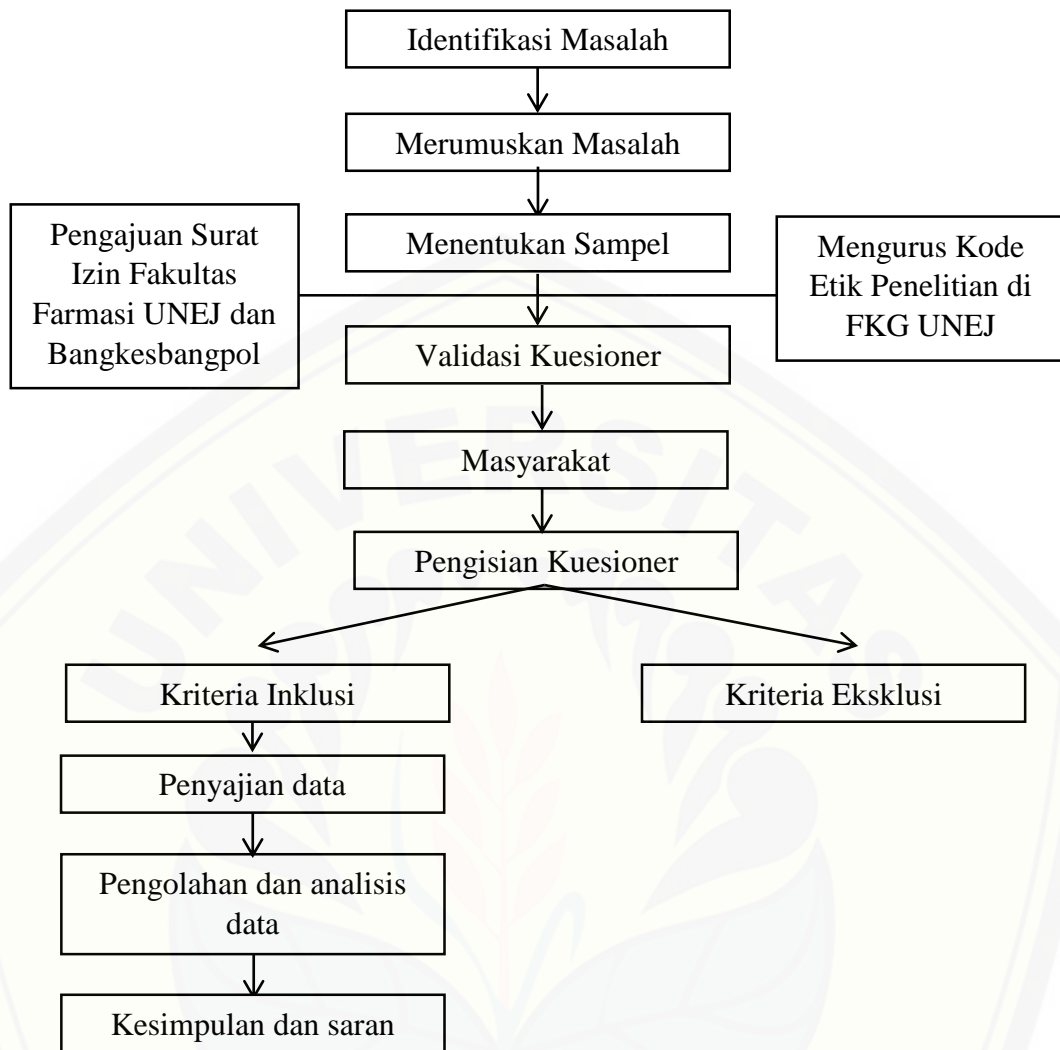 Identifikasi Masalah
Merumuskan Masalah
Menentukan Sampel
Pengajuan Surat
Izin Fakultas
Farmasi UNEJ dan
Bangkesbangpol
Mengurus Kode
Etik Penelitian di
FKG UNEJ
Validasi Kuesioner
Masyarakat
Pengisian Kuesioner
Kriteria Inklusi
Kriteria Eksklusi
Penyajian data
Pengolahan dan analisis
data
Kesimpulan dan saran
UNIVERSITAS